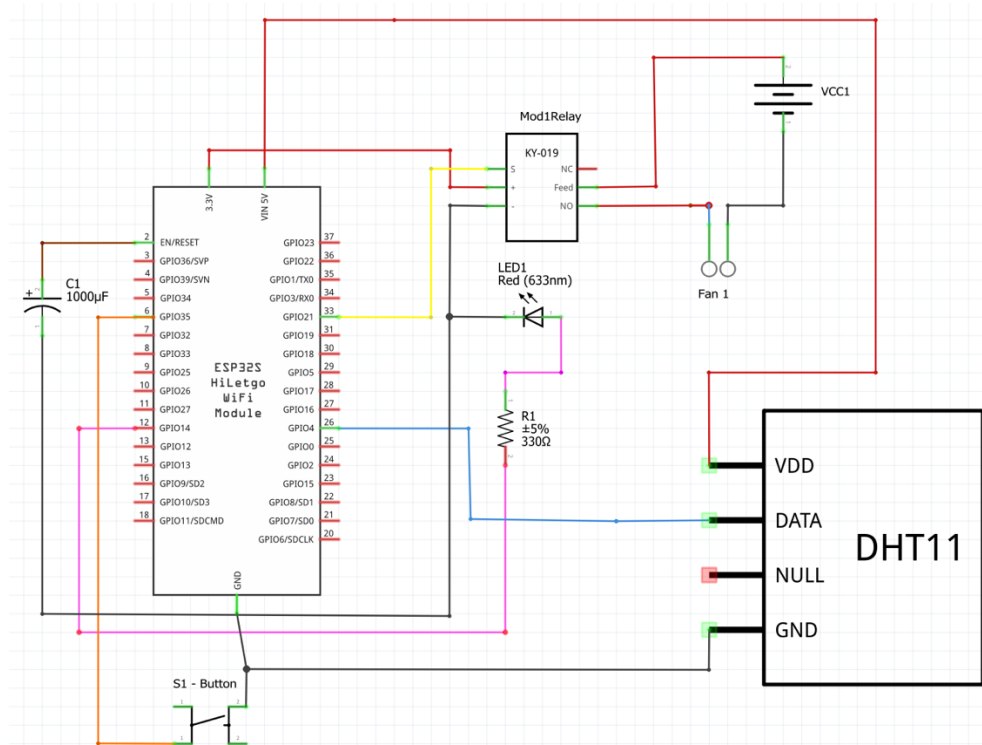 VCC1
Mod1Relay
KY-019
S
+
-
NC
Feed
NO
3.3V
VIN 5V
2 EN/RESET
3 GPIO36/SVP
4 GPIO39/SVN
5 GPIO34
6 GPIO35
7 GPIO32
8 GPIO33
9 GPIO25
10 GPIO26
11 GPIO27
12 GPIO14
13 GPIO12
15 GPIO13
16 GPIO9/SD2
17 GPIO10/SD3
18 GPIO11/SDCMD
GPIO23 37
GPIO22 36
GPIO1/TX0 35
GPIO3/RX0 34
GPIO21 33
GPIO19 31
GPIO18 30
GPIO5 29
GPIO17 28
GPIO16 27
GPIO4 26
GPIO0 25
GPIO2 24
GPIO15 23
GPIO8/SD1 22
GPIO7/SD0 21
GPIO6/SDCLK 20
ESP32S
HiLetgo
WiFi
Module
GND
C1
1000µF
+
LED1
Red (633nm)
Fan 1
R1
±5%
330Ω
VDD
DATA
NULL
GND
DHT11
S1 - Button